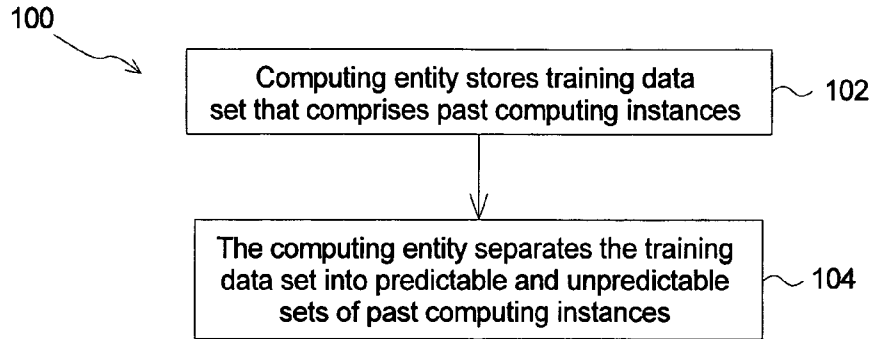 100
Computing entity stores training data
set that comprises past computing instances
102
The computing entity separates the training
data set into predictable and unpredictable
sets of past computing instances
104